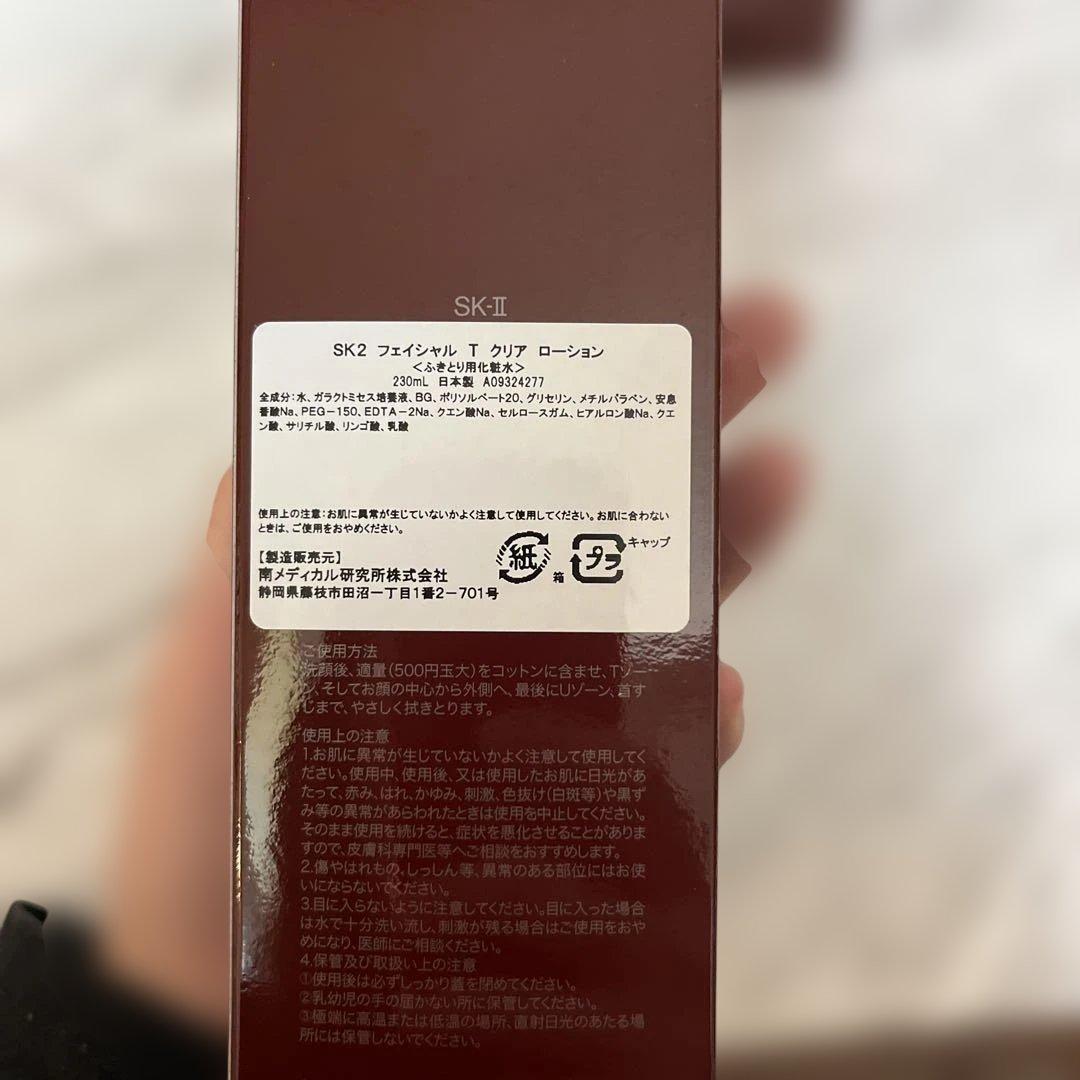 SK-II
SK2 フェイシャル T クリア ローション
<ふきとり用化粧水>
230mL 日本製 A09324277
全成分:水、ガラクトミセス培養液、BG、ポリソルベート20、グリセリン、メチルパラベン、安息
香酸Na、PEG-150、EDTA-2Na、クエン酸Na、セルロースガム、ヒアルロン酸Na、クエ
ン酸、サリチル酸、リンゴ酸、乳酸
使用上の注意:お肌に異常が生じていないかよく注意して使用してください。お肌に合わない
ときは、ご使用をおやめください。
【製造販売元】
南メディカル研究所株式会社
静岡県藤枝市田沼一丁目1番2-701号
紙
箱
プラ
キャップ
ご使用方法
洗顔後、適量(500円玉大)をコットンに含ませ、Tゾー
ン、そしてお顔の中心から外側へ、最後にUゾーン、首す
じまで、やさしく拭きとります。
使用上の注意
1.お肌に異常が生じていないかよく注意して使用してく
ださい。使用中、使用後、又は使用したお肌に日光があ
たって、赤み、はれ、かゆみ、刺激、色抜け(白斑等)や黒ず
み等の異常があらわれたときは使用を中止してください。
そのまま使用を続けると、症状を悪化させることがありま
すので、皮膚科専門医等へご相談をおすすめします。
2.傷やはれもの、しっしん等、異常のある部位にはお使
いにならないでください。
3.目に入らないように注意してください。目に入った場合
は水で十分洗い流し、刺激が残る場合はご使用をおや
めになり、医師にご相談ください。
4.保管及び取扱い上の注意
①使用後は必ずしっかり蓋を閉めてください。
②乳幼児の手の届かない所に保管してください。
③極端に高温または低温の場所、直射日光のあたる場
所には保管しないでください。